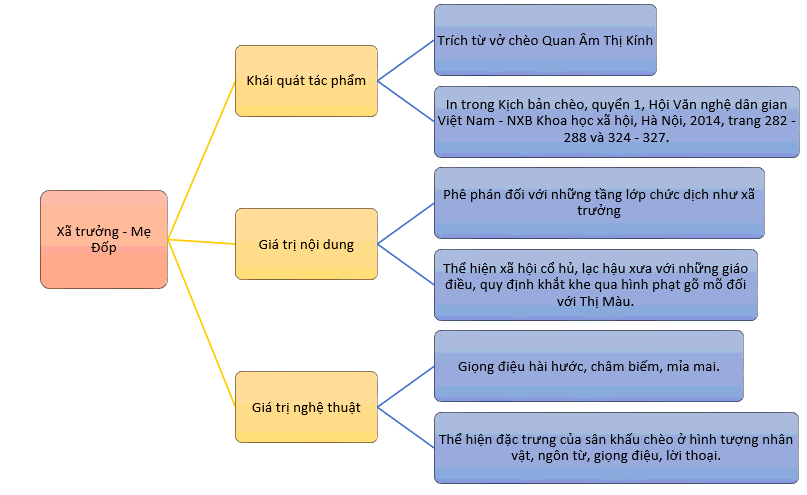 Xã trưởng - Mẹ
Đốp
Khái quát tác phẩm
Trích từ vở chèo Quan Âm Thị Kính
In trong Kịch bản chèo, quyển 1, Hội Văn nghệ dân gian
Việt Nam - NXB Khoa học xã hội, Hà Nội, 2014, trang 282 -
288 và 324 - 327.
Giá trị nội dung
Phê phán đối với những tầng lớp chức dịch như xã
trưởng
Thể hiện xã hội cổ hủ, lạc hậu xưa với những giáo
điều, quy định khắt khe qua hình phạt gõ mõ đối
với Thị Màu.
Giá trị nghệ thuật
Giọng điệu hài hước, châm biếm, mỉa mai.
Thể hiện đặc trưng của sân khấu chèo ở hình tượng nhân
vật, ngôn từ, giọng điệu, lời thoại.